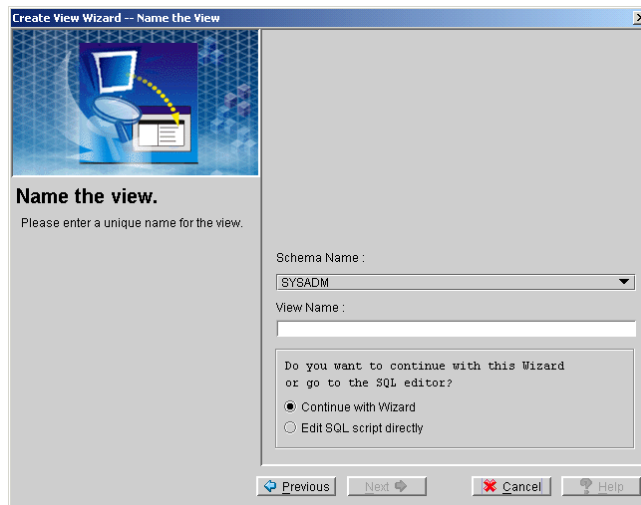 Create View Wizard -- Name the View
Name the view.
Please enter a unique name for the view.
Schema Name :
SYSADM
View Name :
Do you want to continue with this Wizard
or go to the SQL editor?
Continue with Wizard
Edit SQL script directly
Previous
Next
Cancel
Help